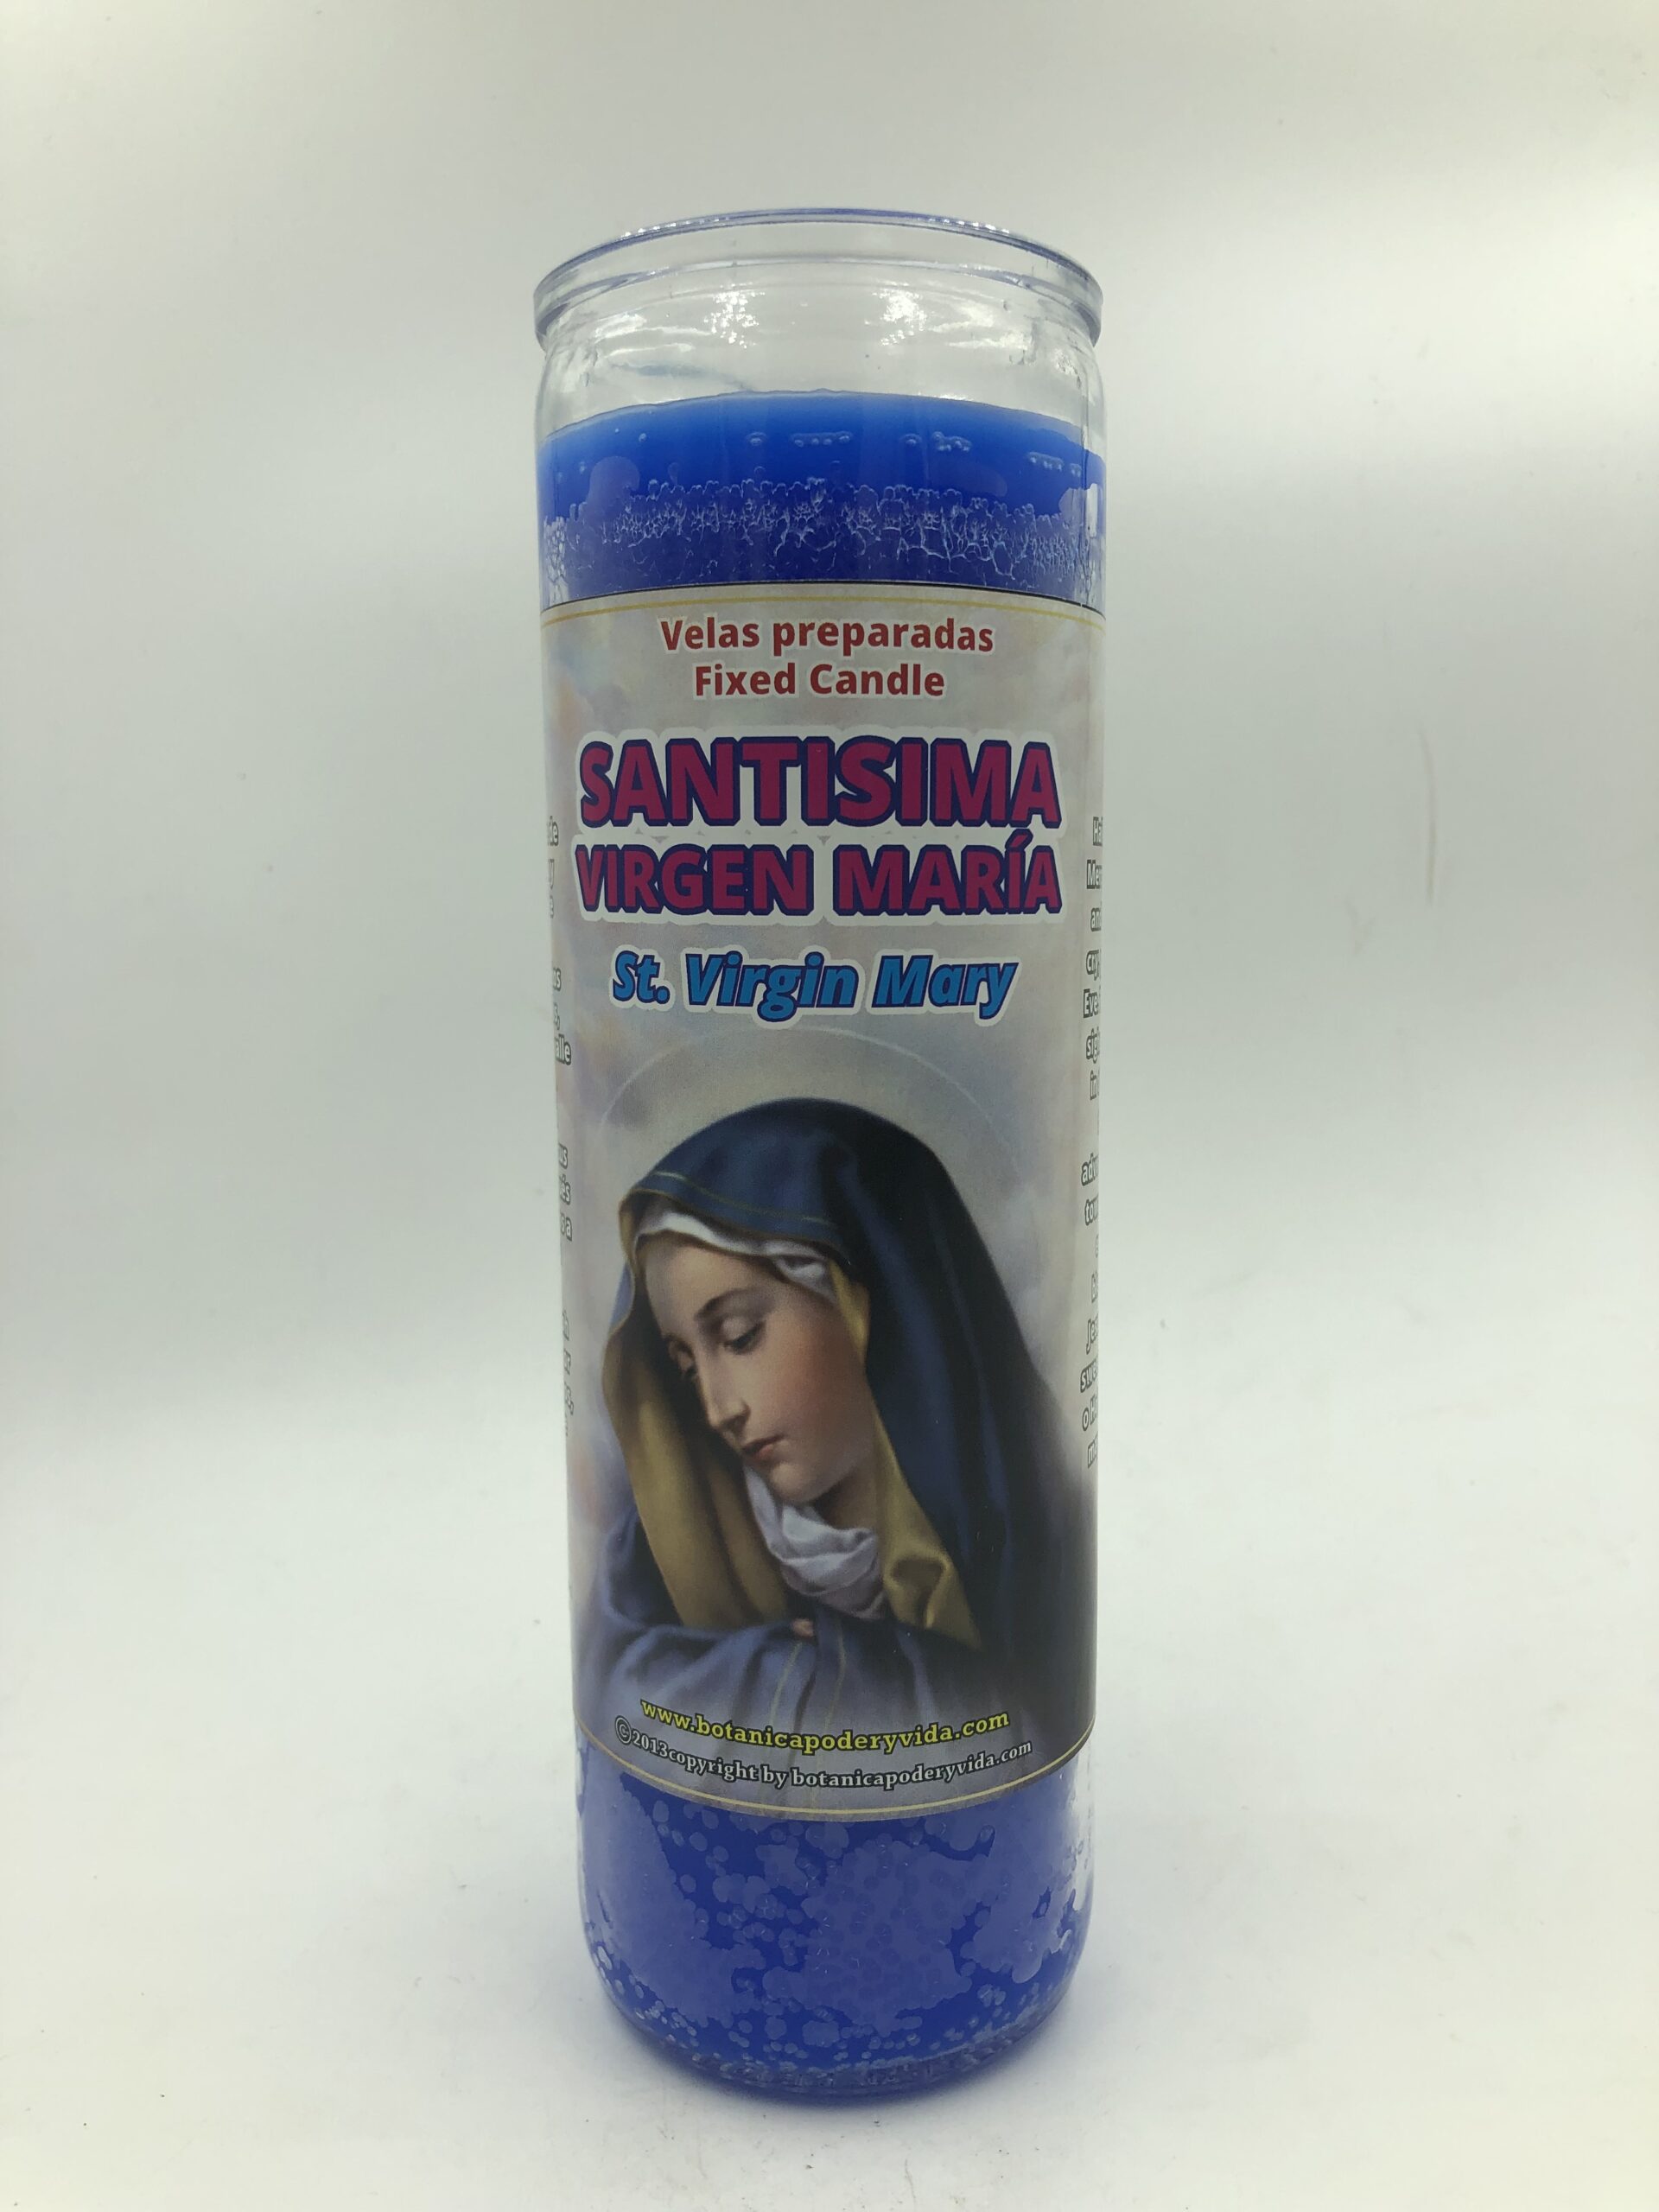 Velas preparadas
Fixed Candle
SANTISIMA
VIRGEN MARÍA
St. Virgin Mary
www.botanicapoderyvida.com
©2013copyright by botanicapoderyvida.com